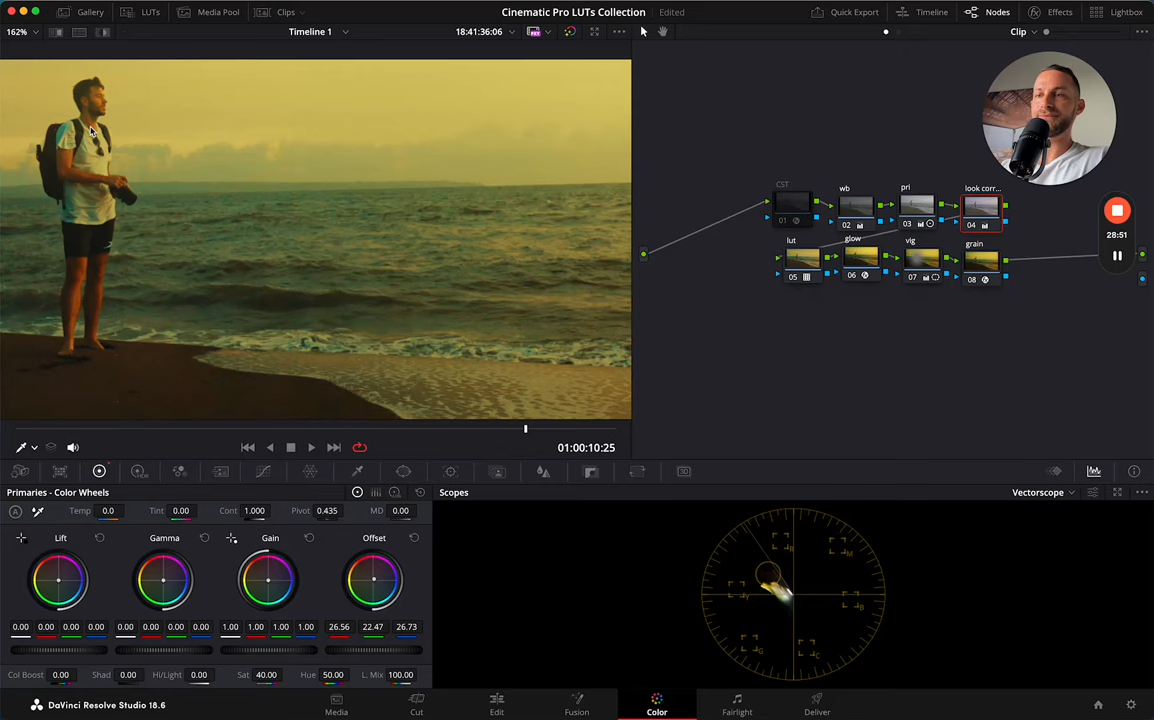 Gallery LUTs Media Pool Clips Cinematic Pro LUTs Collection Edited Quick Export Timeline Nodes Effects Lightbox
162% Timeline 1 18:41:36:06 Clip
CST wb pri look corr...
01 02 03 04
28:51
lut glow vig grain
05 06 07 08
01:00:10:25
Primaries - Color Wheels Scopes Vectorscope
A Temp 0.0 Tint 0.00 Cont 1.000 Pivot 0.435 MD 0.00
Lift Gamma Gain Offset
0.00 0.00 0.00 0.00 0.00 0.00 0.00 0.00 1.00 1.00 1.00 1.00 26.56 22.47 26.73
R M
Y B
G C
Col Boost 0.00 Shad 0.00 Hi/Light 0.00 Sat 40.00 Hue 50.00 L. Mix 100.00
DaVinci Resolve Studio 18.6 Media Cut Edit Fusion Color Fairlight Deliver